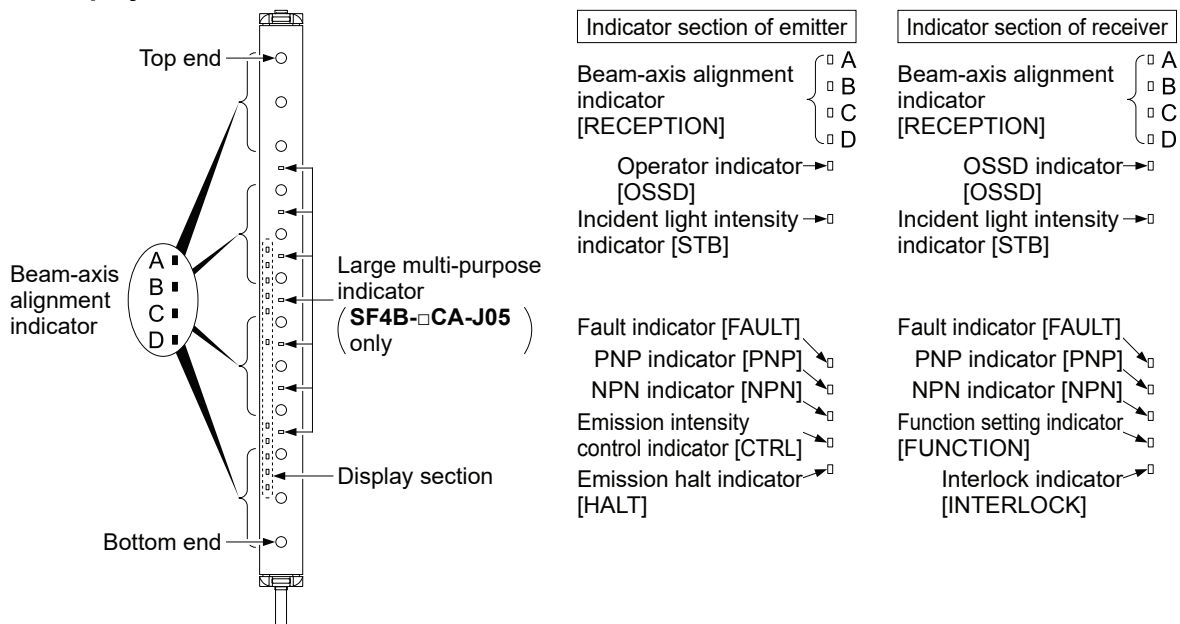 Top end
Beam-axis
alignment
indicator
A
B
C
D
Large multi-purpose
indicator
(SF4B-□CA-J05
only)
Display section
Bottom end
Indicator section of emitter
Beam-axis alignment
indicator
[RECEPTION]
A
B
C
D
Operator indicator
[OSSD]
Incident light intensity
indicator [STB]
Fault indicator [FAULT]
PNP indicator [PNP]
NPN indicator [NPN]
Emission intensity
control indicator [CTRL]
Emission halt indicator
[HALT]
Indicator section of receiver
Beam-axis alignment
indicator
[RECEPTION]
A
B
C
D
OSSD indicator
[OSSD]
Incident light intensity
indicator [STB]
Fault indicator [FAULT]
PNP indicator [PNP]
NPN indicator [NPN]
Function setting indicator
[FUNCTION]
Interlock indicator
[INTERLOCK]